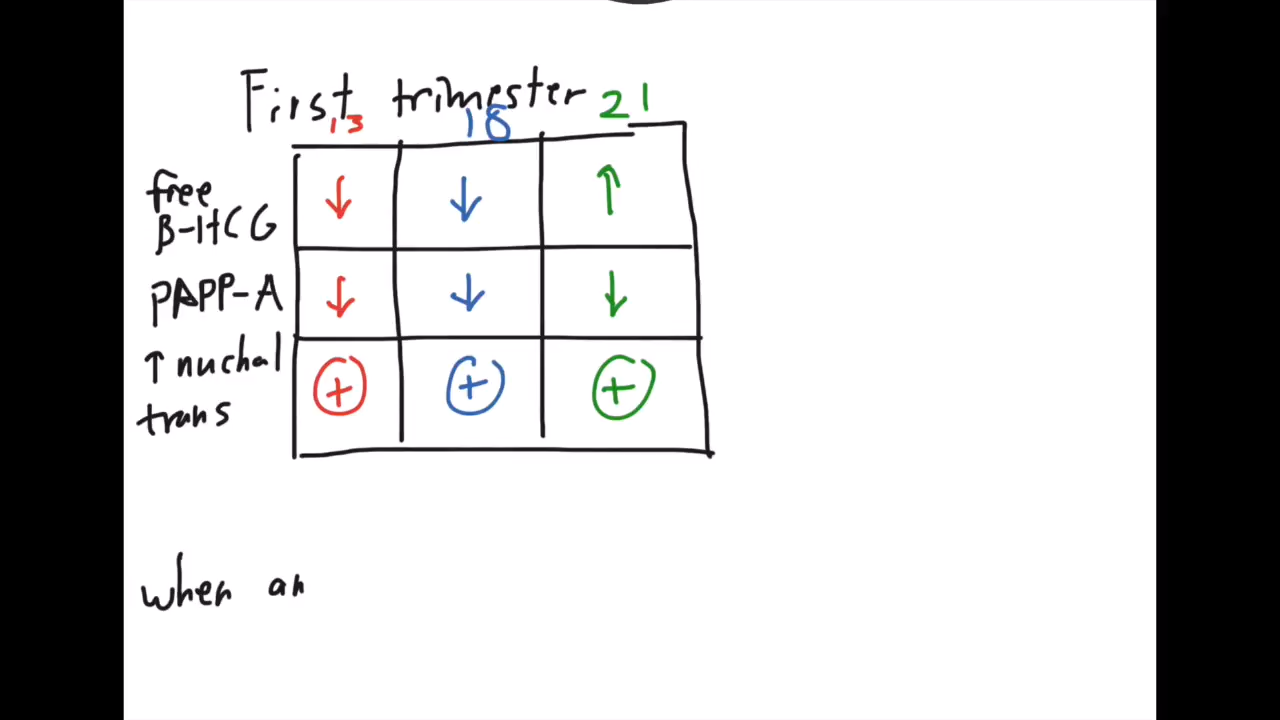 First trimester
13 18 21
free
B-HCG ↓ ↓ ↑
PAPP-A ↓ ↓ ↓
↑ nuchal
trans + + +
when an